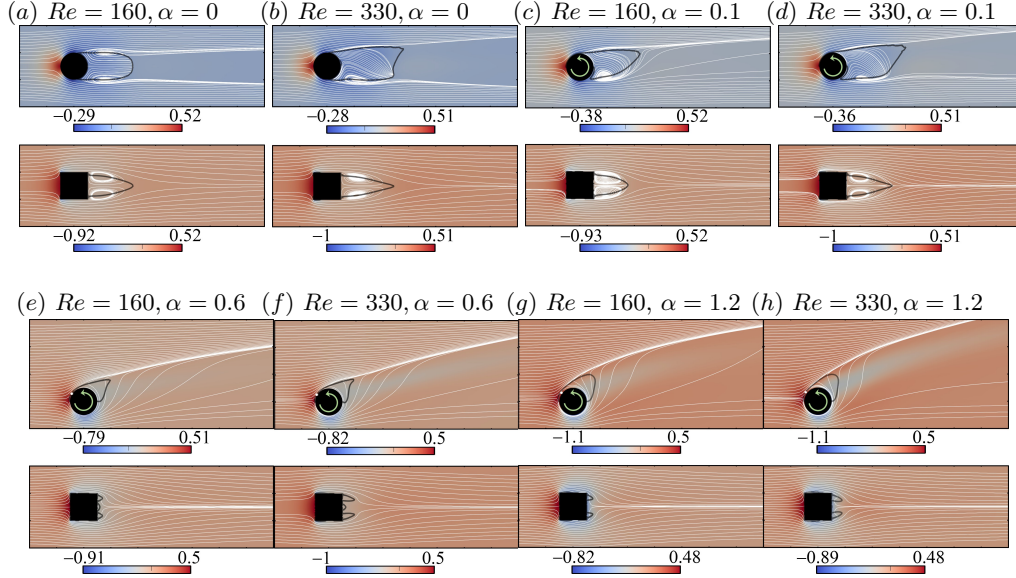 (a) Re = 160, α = 0 (b) Re = 330, α = 0 (c) Re = 160, α = 0.1 (d) Re = 330, α = 0.1
−0.29 0.52 −0.28 0.52 −0.38 0.52 −0.36 0.51
−0.92 0.52 −1 0.51 −0.93 0.52 −1 0.51
(e) Re = 160, α = 0.6 (f) Re = 330, α = 0.6 (g) Re = 160, α = 1.2 (h) Re = 330, α = 1.2
−0.79 0.51 −0.82 0.5 −1.1 0.5 −1.1 0.5
−0.91 0.5 −1 0.5 −0.82 0.48 −0.89 0.48